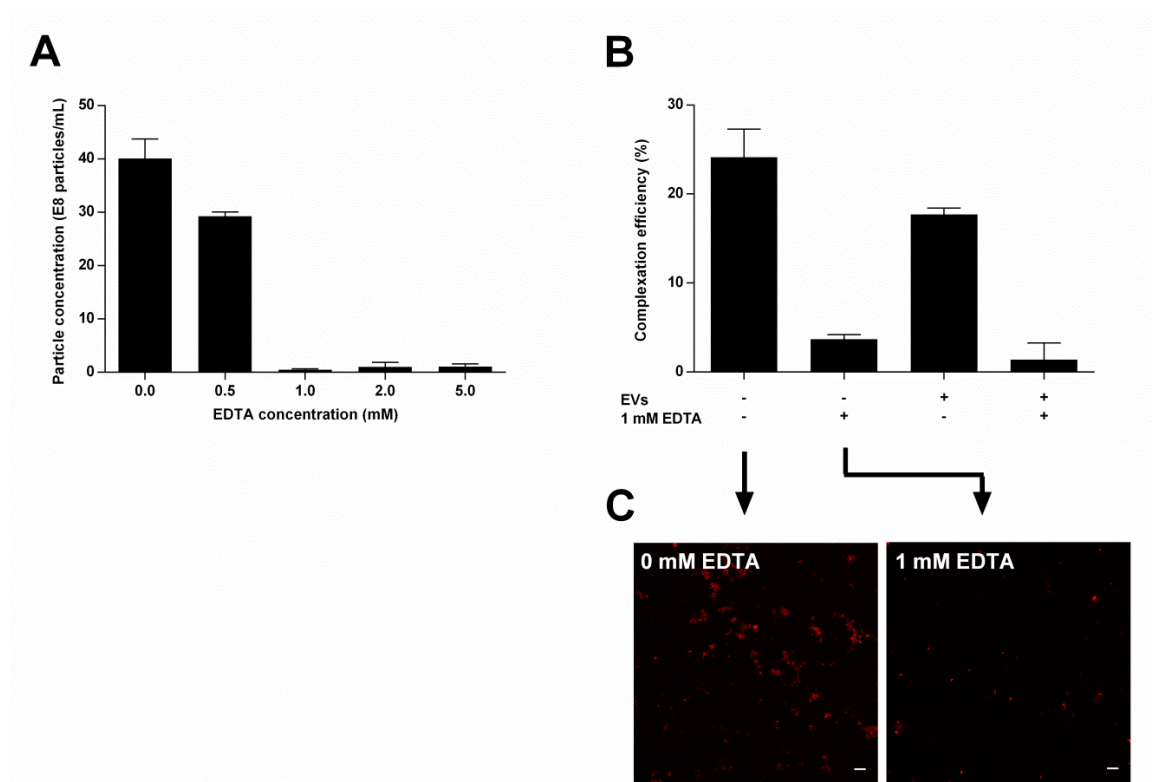 A
Particle concentration (E8 particles/mL)
50
40
30
20
10
0
0.0 0.5 1.0 2.0 5.0
EDTA concentration (mM)
B
Complexation efficiency (%)
30
20
10
0
EVs - - + +
1 mM EDTA - + - +
C
0 mM EDTA
1 mM EDTA